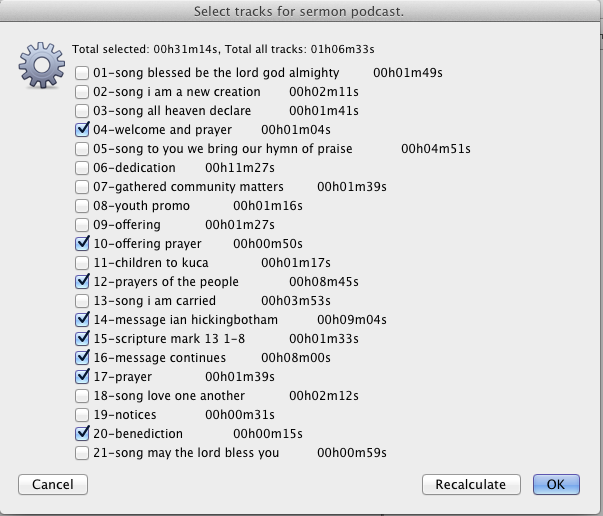 Select tracks for sermon podcast.
Total selected: 00h31m14s, Total all tracks: 01h06m33s
01-song blessed be the lord god almighty 00h01m49s
02-song i am a new creation 00h02m11s
03-song all heaven declare 00h01m41s
04-welcome and prayer 00h01m04s
05-song to you we bring our hymn of praise 00h04m51s
06-dedication 00h11m27s
07-gathered community matters 00h01m39s
08-youth promo 00h01m16s
09-offering 00h01m27s
10-offering prayer 00h00m50s
11-children to kuca 00h01m17s
12-prayers of the people 00h08m45s
13-song i am carried 00h03m53s
14-message ian hickingbotham 00h09m04s
15-scripture mark 13 1-8 00h01m33s
16-message continues 00h08m00s
17-prayer 00h01m39s
18-song love one another 00h02m12s
19-notices 00h00m31s
20-benediction 00h00m15s
21-song may the lord bless you 00h00m59s
Cancel Recalculate OK